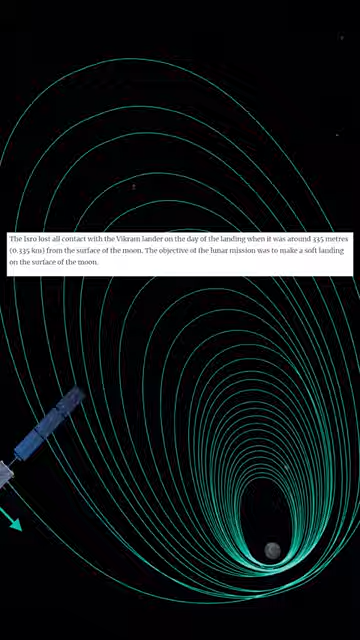 The Isro lost all contact with the Vikram lander on the day of the landing when it was around 335 metres
(0.335 km) from the surface of the moon. The objective of the lunar mission was to make a soft landing
on the surface of the moon.